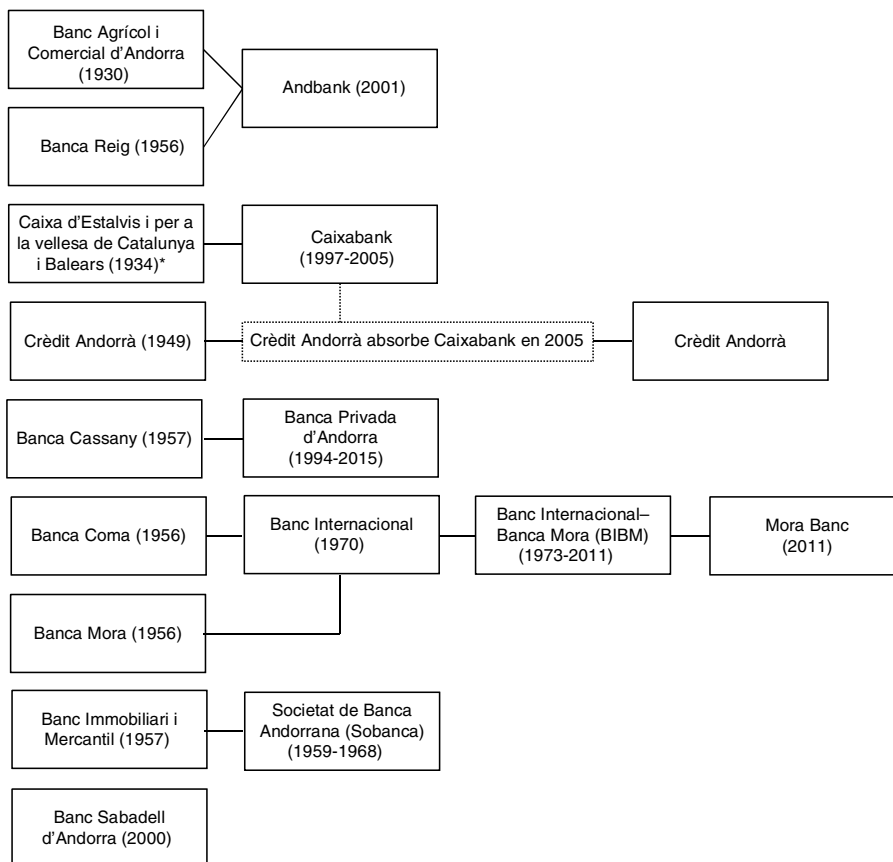 Banc Agrícol i
Comercial d’Andorra
(1930)
Andbank (2001)
Banca Reig (1956)
Caixa d’Estalvis i per a
la vellesa de Catalunya
i Balears (1934)*
Caixabank
(1997-2005)
Crèdit Andorrà (1949)
Crèdit Andorrà absorbe Caixabank en 2005
Crèdit Andorrà
Banca Cassany (1957)
Banca Privada
d’Andorra
(1994-2015)
Banca Coma (1956)
Banc Internacional
(1970)
Banc Internacional–
Banca Mora (BIBM)
(1973-2011)
Mora Banc
(2011)
Banca Mora (1956)
Banc Immobiliari i
Mercantil (1957)
Societat de Banca
Andorrana (Sobanca)
(1959-1968)
Banc Sabadell
d’Andorra (2000)